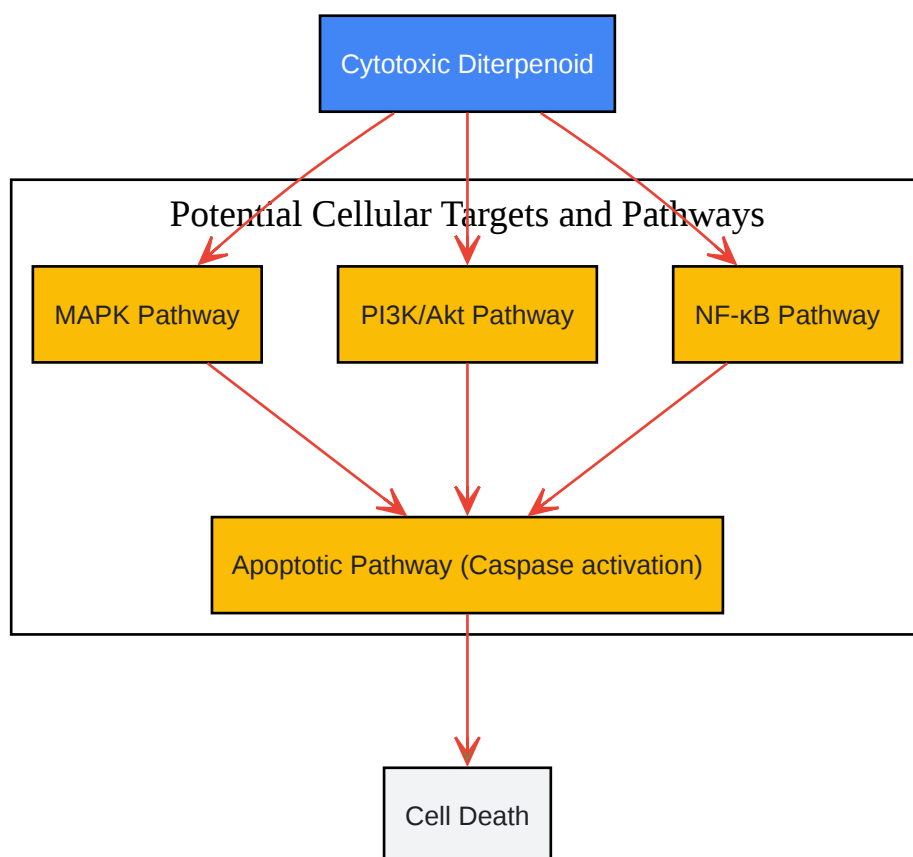 Cytotoxic Diterpenoid
Potential Cellular Targets and Pathways
MAPK Pathway
PI3K/Akt Pathway
NF-κB Pathway
Apoptotic Pathway (Caspase activation)
Cell Death